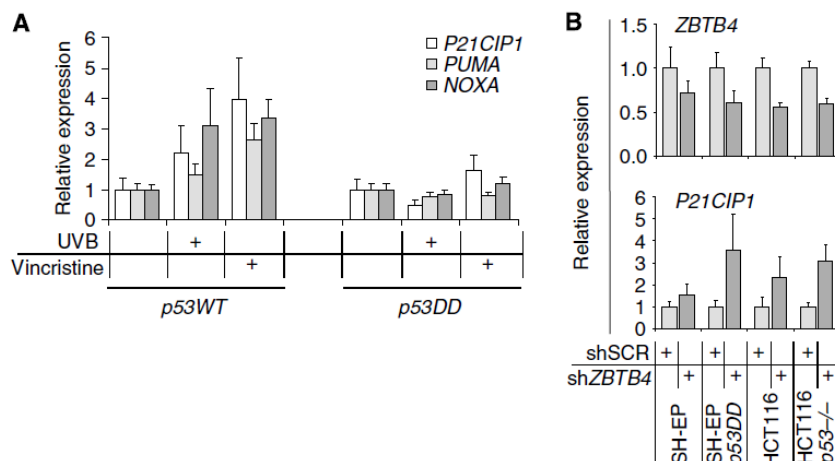 A
Relative expression
6
5
4
3
2
1
0
P21CIP1
PUMA
NOXA
UVB + +
Vincristine + +
p53WT p53DD
B
Relative expression
ZBTB4
1.0
0.5
0.0
P21CIP1
6
5
4
3
2
1
0
shSCR + + + +
shZBTB4 + + + +
SH-EP
SH-EP p53DD
HCT116
HCT116 p53–/–